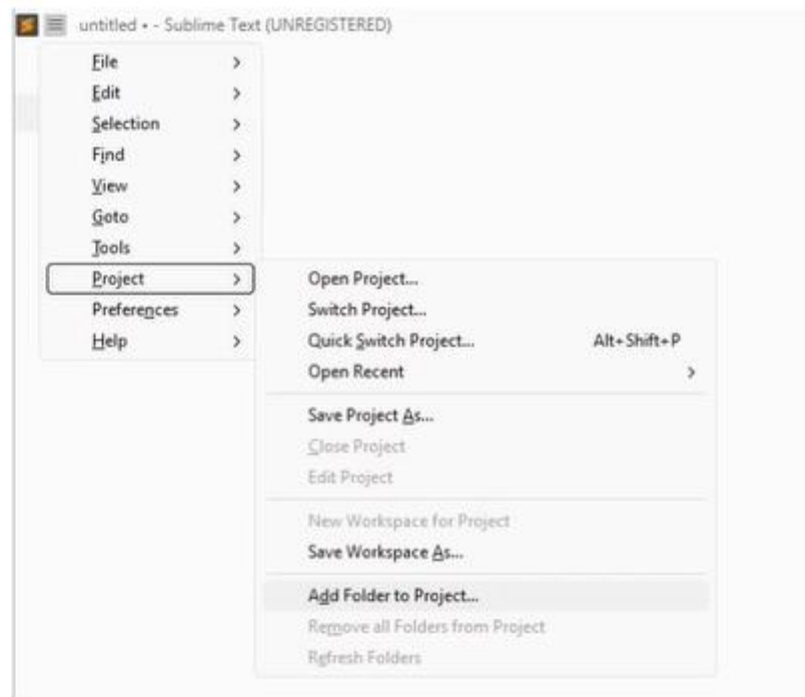 untitled • - Sublime Text (UNREGISTERED)
File
Edit
Selection
Find
View
Goto
Tools
Project
Preferences
Help
Open Project...
Switch Project...
Quick Switch Project... Alt+Shift+P
Open Recent
Save Project As...
Close Project
Edit Project
New Workspace for Project
Save Workspace As...
Add Folder to Project...
Remove all Folders from Project
Refresh Folders